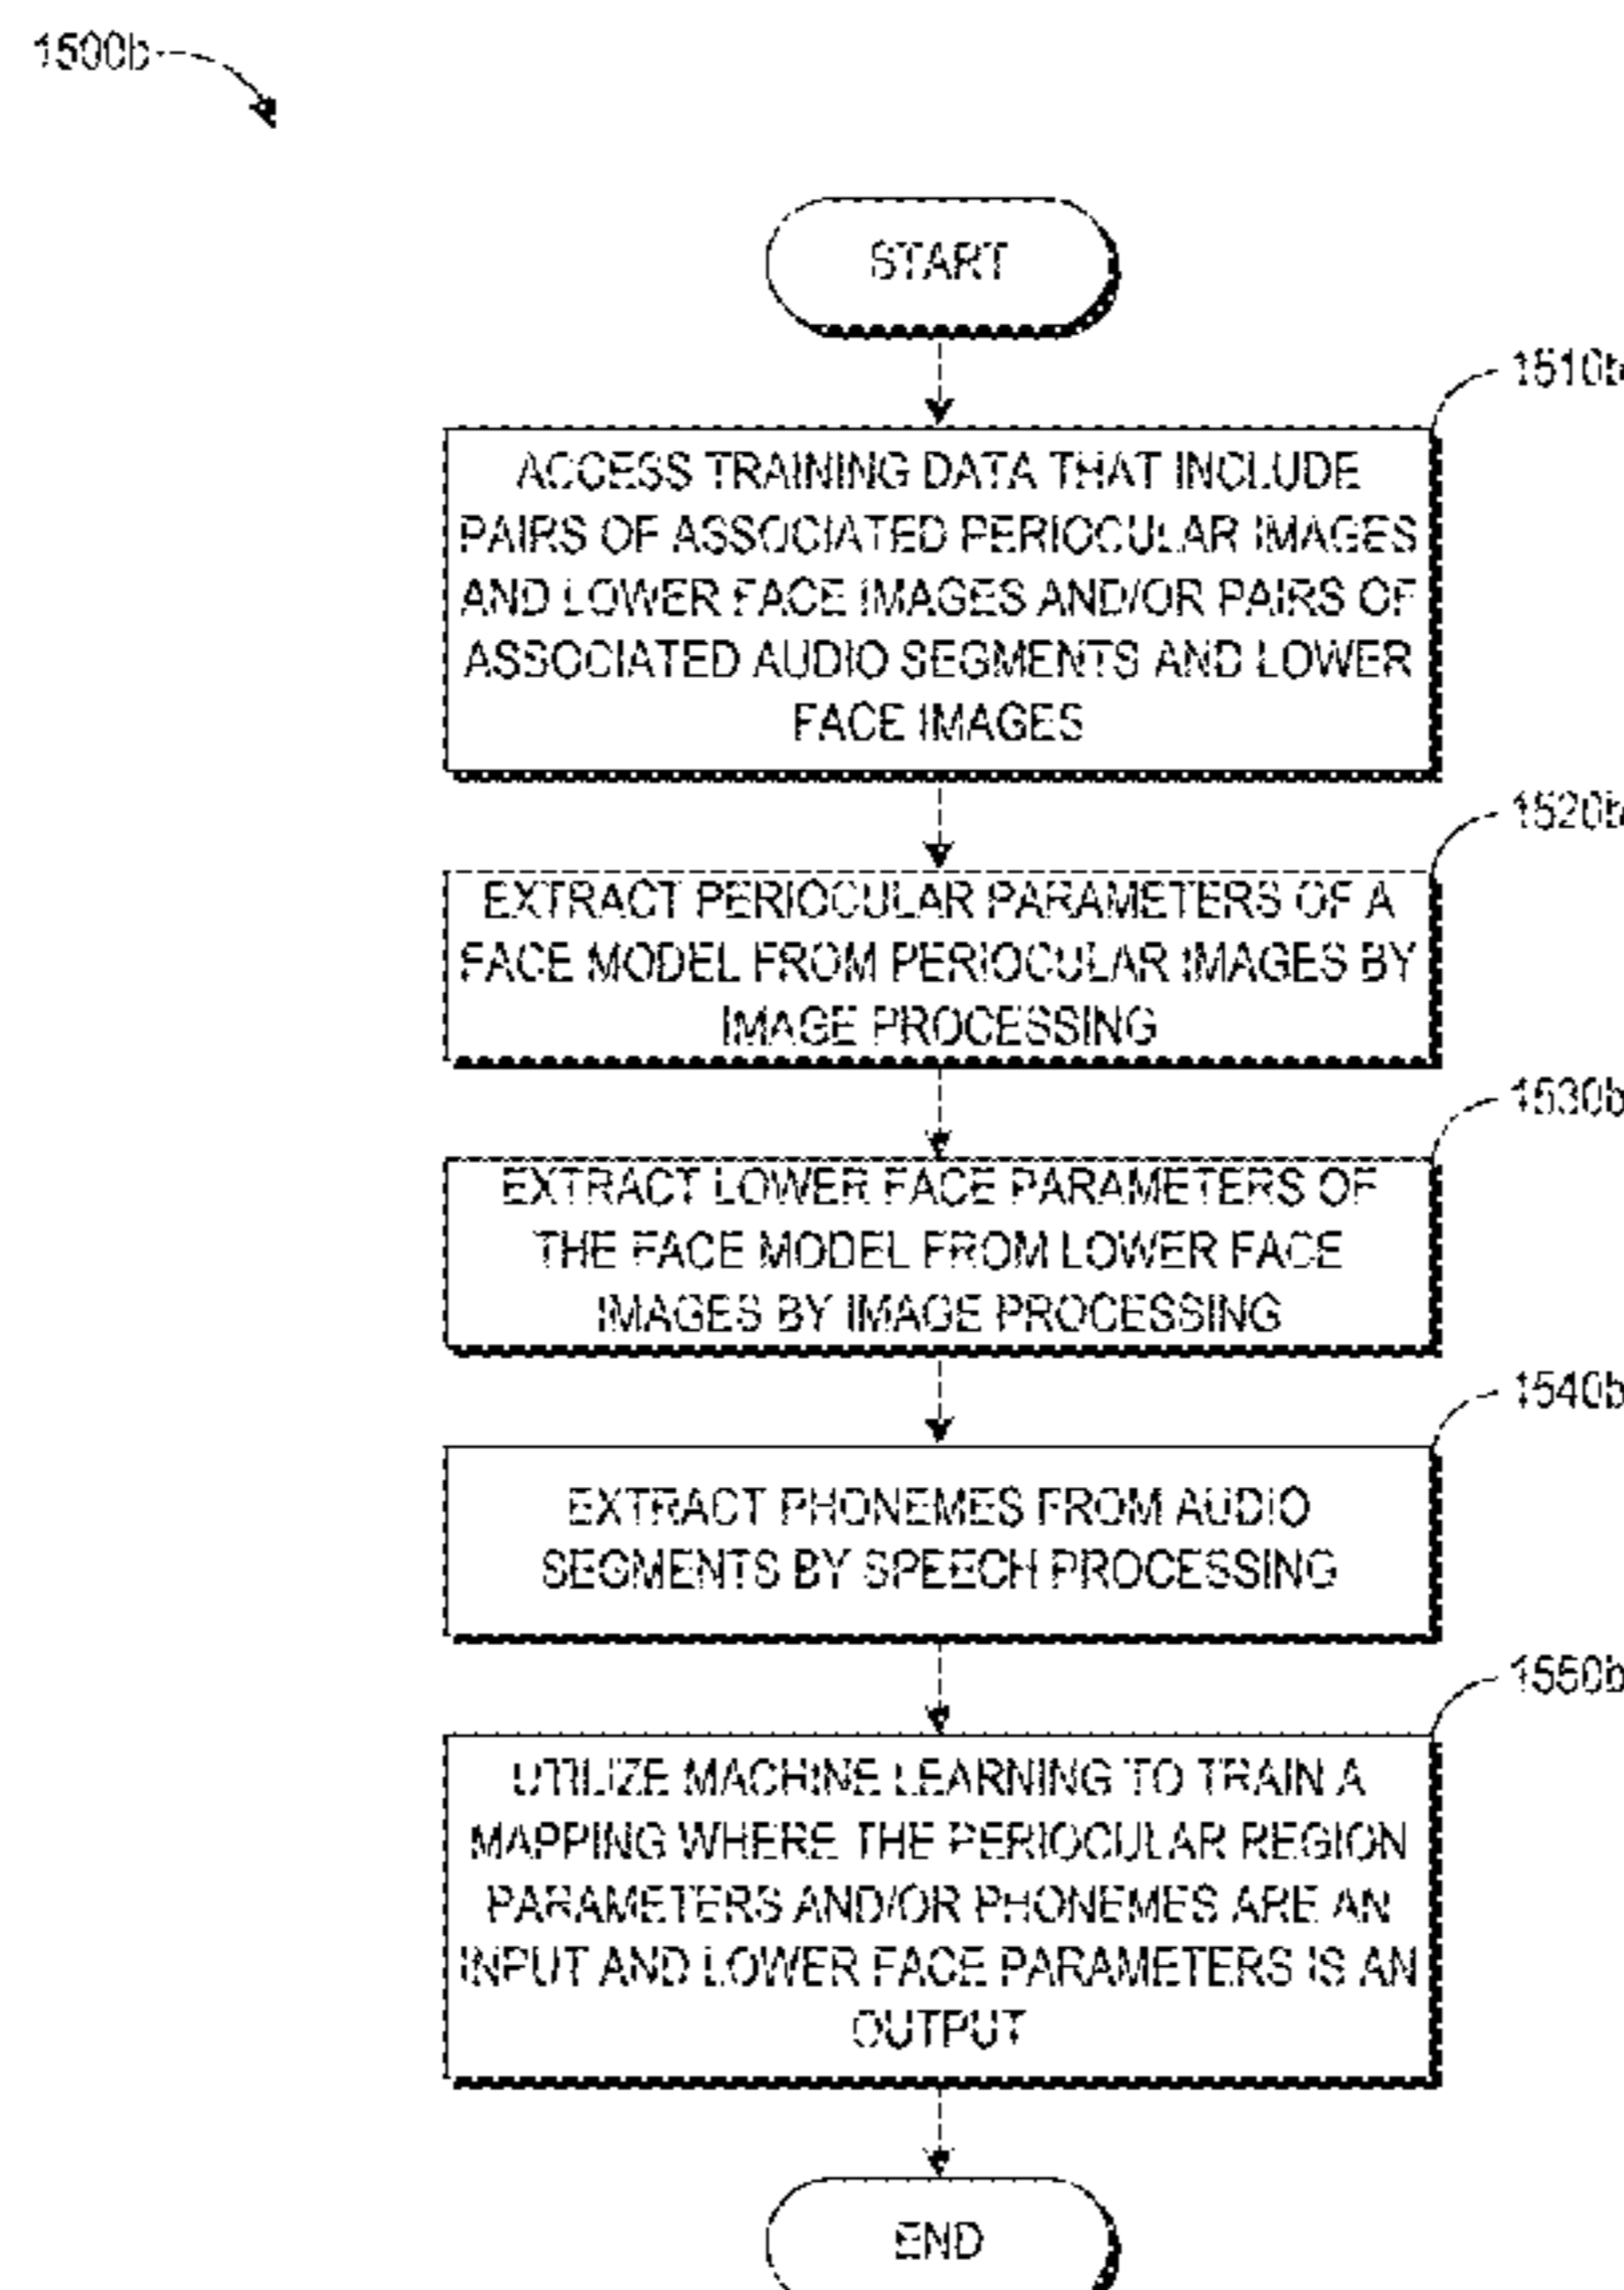 1500b
START
1510b
ACCESS TRAINING DATA THAT INCLUDE
PAIRS OF ASSOCIATED PERIOCULAR IMAGES
AND LOWER FACE IMAGES AND/OR PAIRS OF
ASSOCIATED AUDIO SEGMENTS AND LOWER
FACE IMAGES
1520b
EXTRACT PERIOCULAR PARAMETERS OF A
FACE MODEL FROM PERIOCULAR IMAGES BY
IMAGE PROCESSING
1530b
EXTRACT LOWER FACE PARAMETERS OF
THE FACE MODEL FROM LOWER FACE
IMAGES BY IMAGE PROCESSING
1540b
EXTRACT PHONEMES FROM AUDIO
SEGMENTS BY SPEECH PROCESSING
1550b
UTILIZE MACHINE LEARNING TO TRAIN A
MAPPING WHERE THE PERIOCULAR REGION
PARAMETERS AND/OR PHONEMES ARE AN
INPUT AND LOWER FACE PARAMETERS IS AN
OUTPUT
END